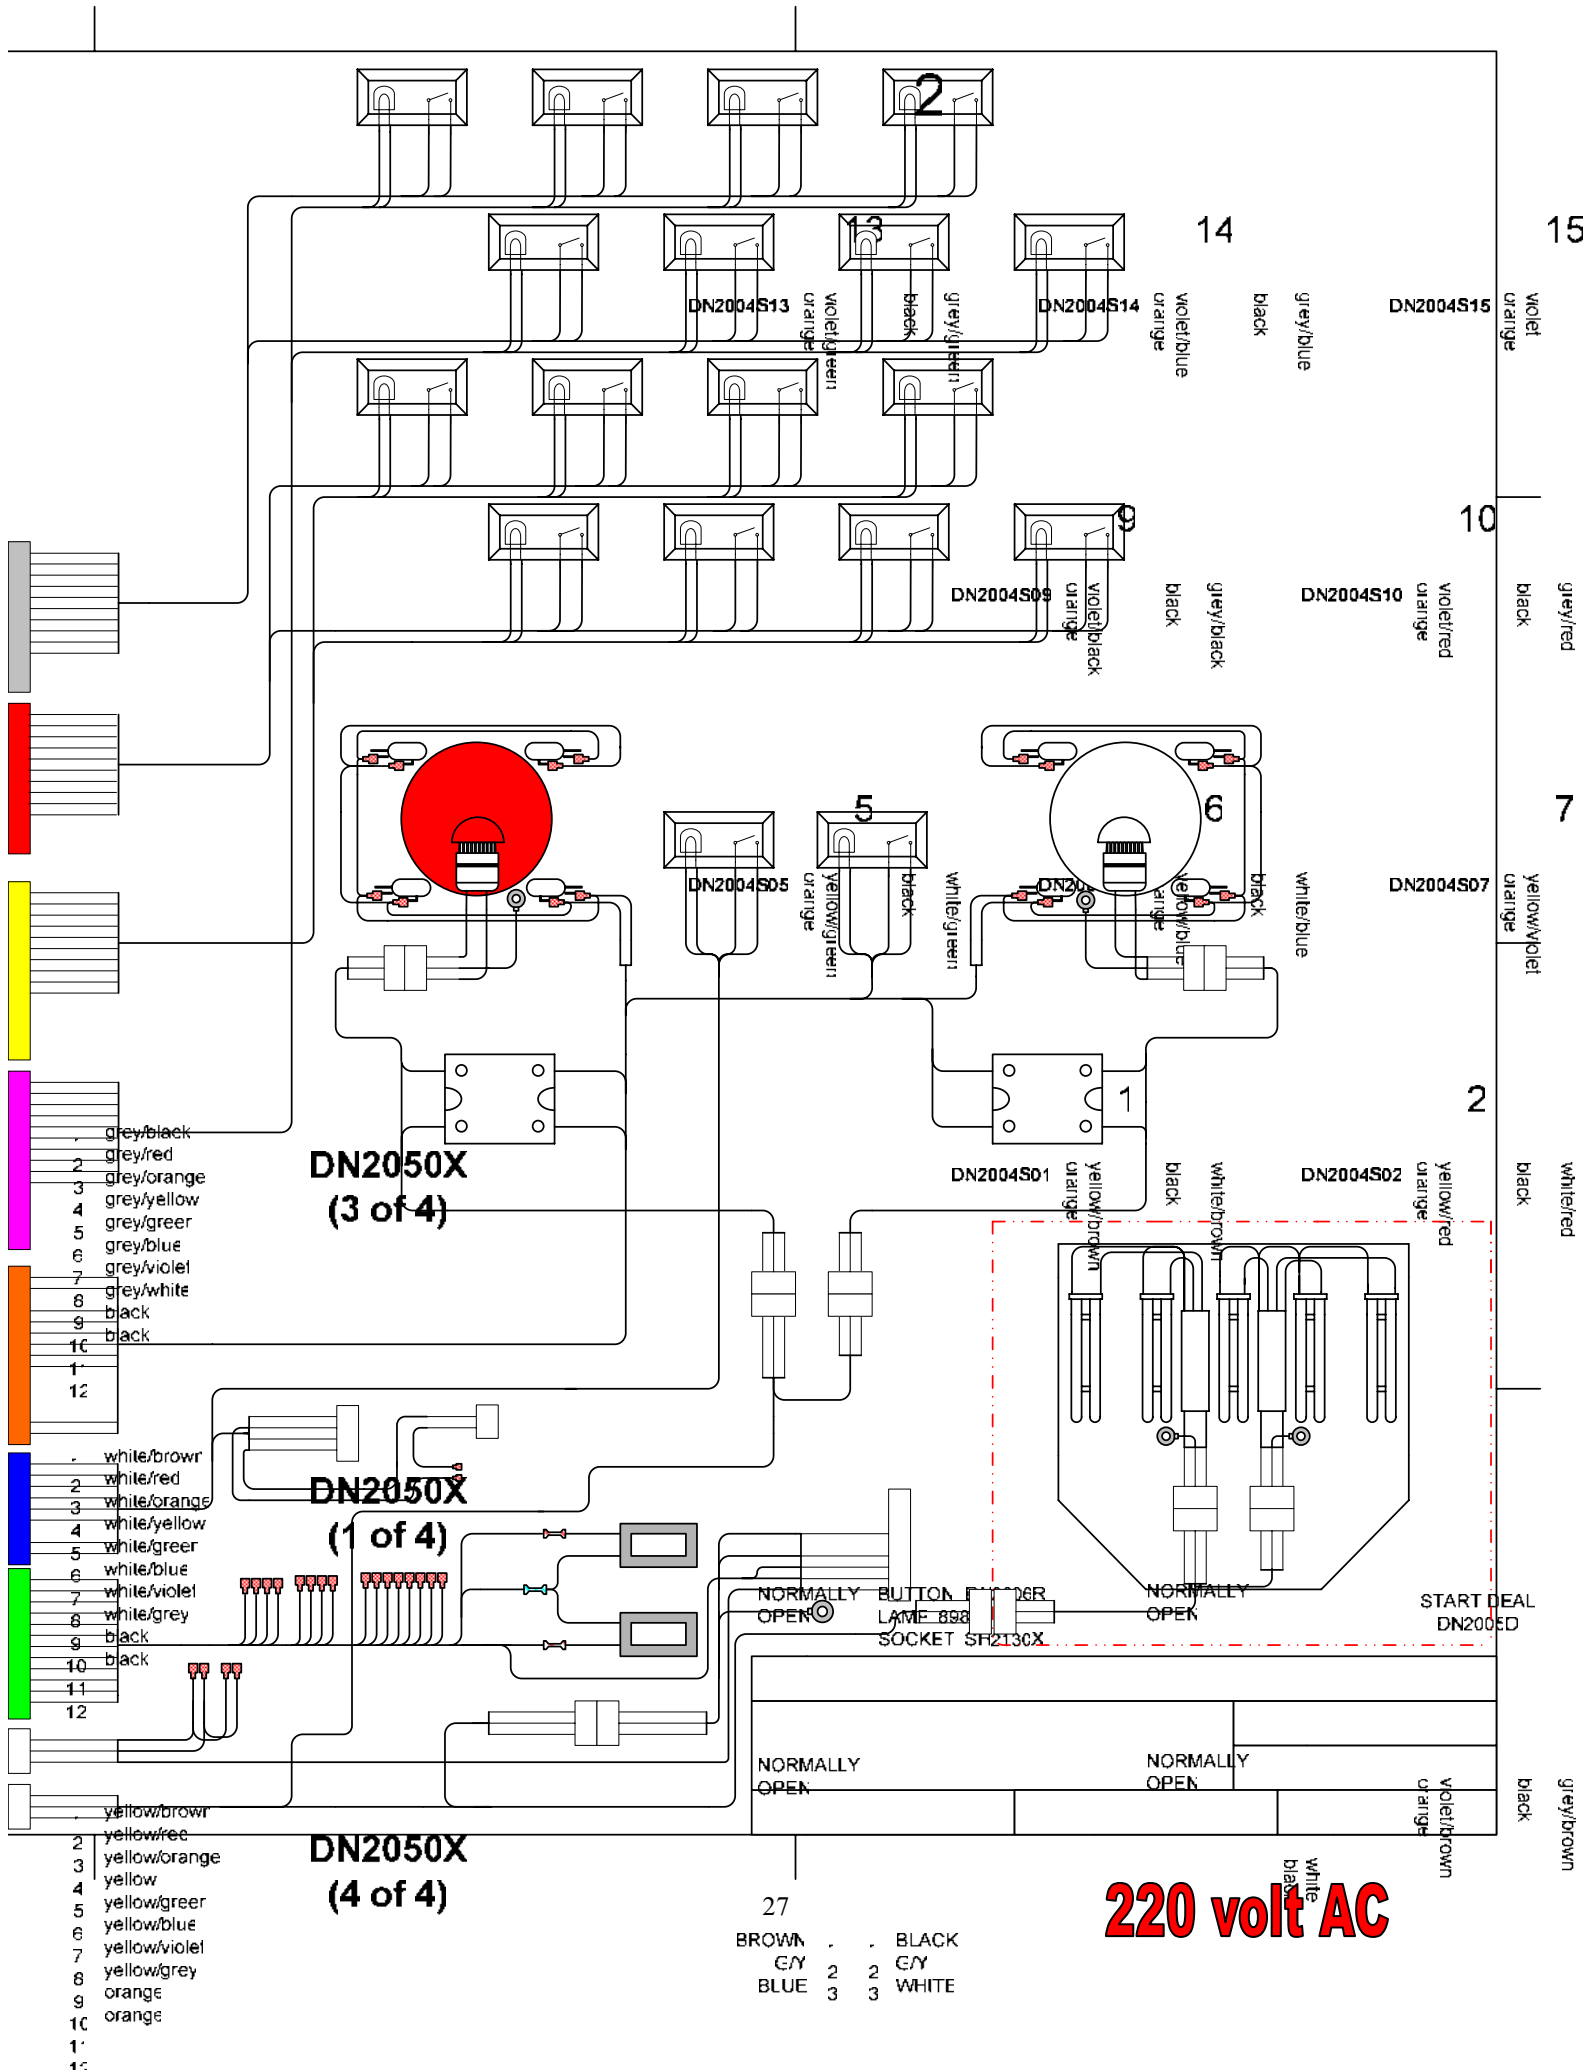 2
13
14
15
DN2004S13
orange
violet/green
black
grey/green
DN2004S14
orange
violet/blue
black
grey/blue
DN2004S15
orange
violet
9
10
DN2004S09
orange
violet/black
black
grey/black
DN2004S10
orange
violet/red
black
grey/red
5
6
7
DN2004S05
orange
yellow/green
black
white/green
yellow/blue
black
white/blue
DN2004S07
orange
yellow/violet
1
2
DN2004S01
orange
yellow/brown
black
white/brown
DN2004S02
orange
yellow/red
black
white/red
grey/black
2 grey/red
3 grey/orange
4 grey/yellow
5 grey/green
6 grey/blue
7 grey/violet
8 grey/white
9 black
10 black
11
12
DN2050X
(3 of 4)
white/brown
2 white/red
3 white/orange
4 white/yellow
5 white/green
6 white/blue
7 white/violet
8 white/grey
9 black
10 black
11
12
DN2050X
(1 of 4)
NORMALLY
OPEN
BUTTON
LAMP
SOCKET SH2130X
NORMALLY
OPEN
START DEAL
NORMALLY
OPEN
NORMALLY
OPEN
orange
violet/brown
black
grey/brown
yellow/brown
2 yellow/red
3 yellow/orange
4 yellow
5 yellow/green
6 yellow/blue
7 yellow/violet
8 yellow/grey
9 orange
10 orange
11
12
DN2050X
(4 of 4)
white
black
220 volt AC
27
BROWN BLACK
G/Y 2 2 G/Y
BLUE 3 3 WHITE